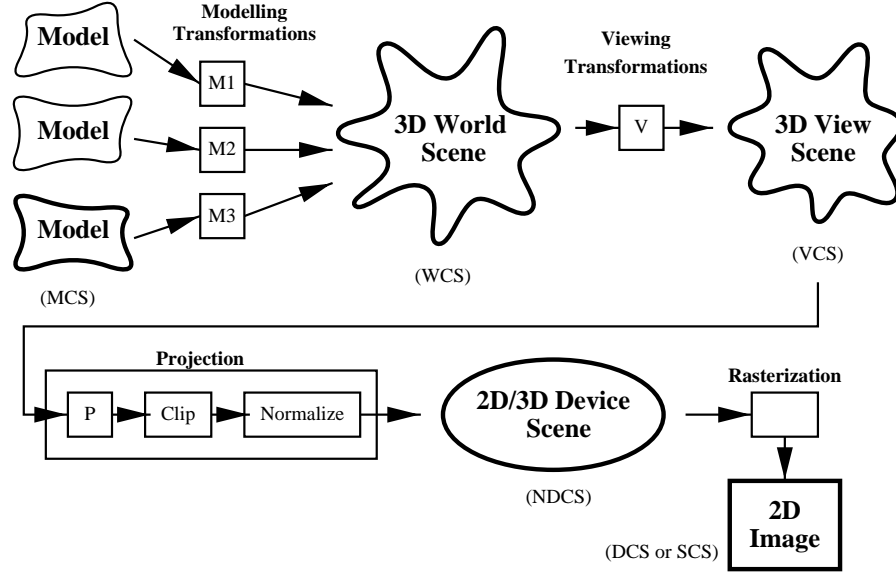 Model
Modelling
Transformations
M1
Model
M2
Model
M3
(MCS)
3D World
Scene
(WCS)
Viewing
Transformations
V
3D View
Scene
(VCS)
Projection
P
Clip
Normalize
2D/3D Device
Scene
(NDCS)
Rasterization
2D
Image
(DCS or SCS)